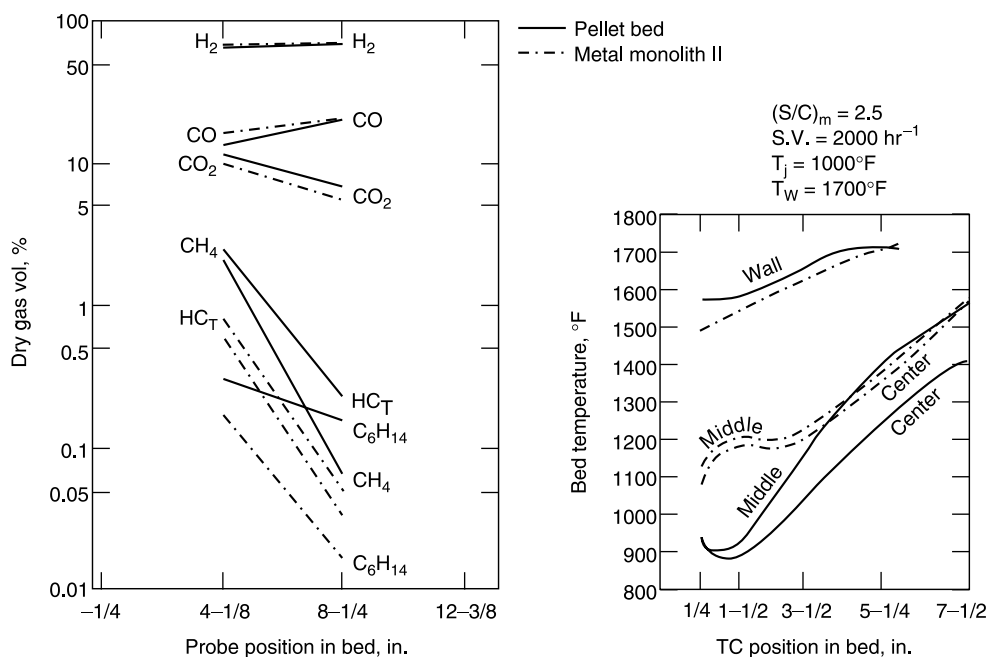 Pellet bed
Metal monolith II
100
50
10
5
1
0.5
0.1
0.05
0.01
Dry gas vol, %
H₂
H₂
CO
CO
CO₂
CO₂
CH₄
HC_T
HC_T
C₆H₁₄
CH₄
C₆H₁₄
–1/4
4–1/8
8–1/4
12–3/8
Probe position in bed, in.
(S/C)ₘ = 2.5
S.V. = 2000 hr⁻¹
Tⱼ = 1000°F
T_W = 1700°F
1800
1700
1600
1500
1400
1300
1200
1100
1000
900
800
Bed temperature, °F
Wall
Middle
Center
Center
Middle
1/4
1–1/2
3–1/2
5–1/4
7–1/2
TC position in bed, in.